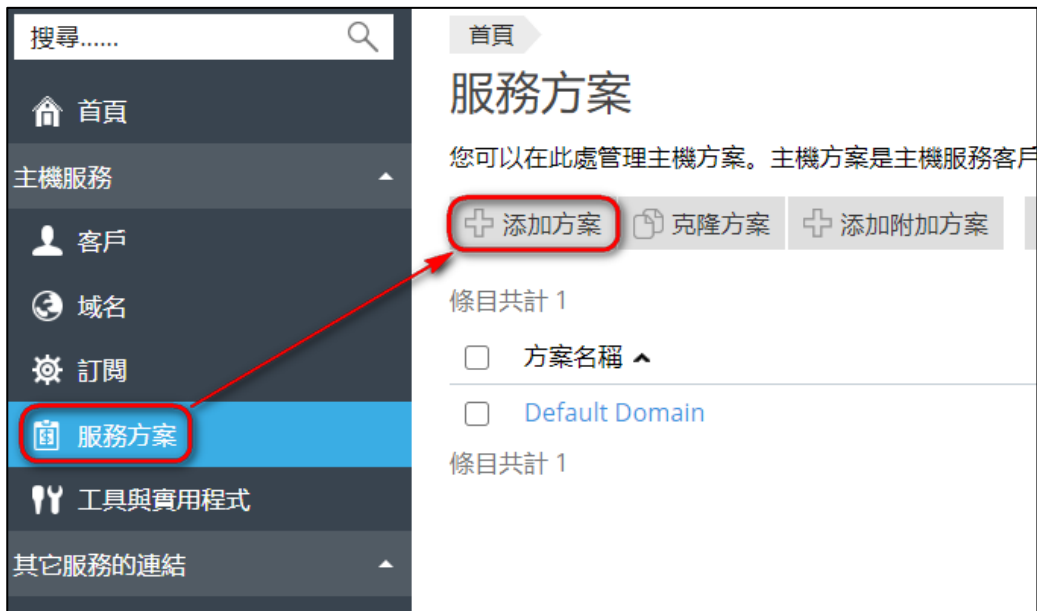 搜尋......
首頁
主機服務
客戶
域名
訂閱
服務方案
工具與實用程式
其它服務的連結
首頁
服務方案
您可以在此處管理主機方案。主機方案是主機服務客戶
添加方案 克隆方案 添加附加方案
條目共計 1
方案名稱
Default Domain
條目共計 1